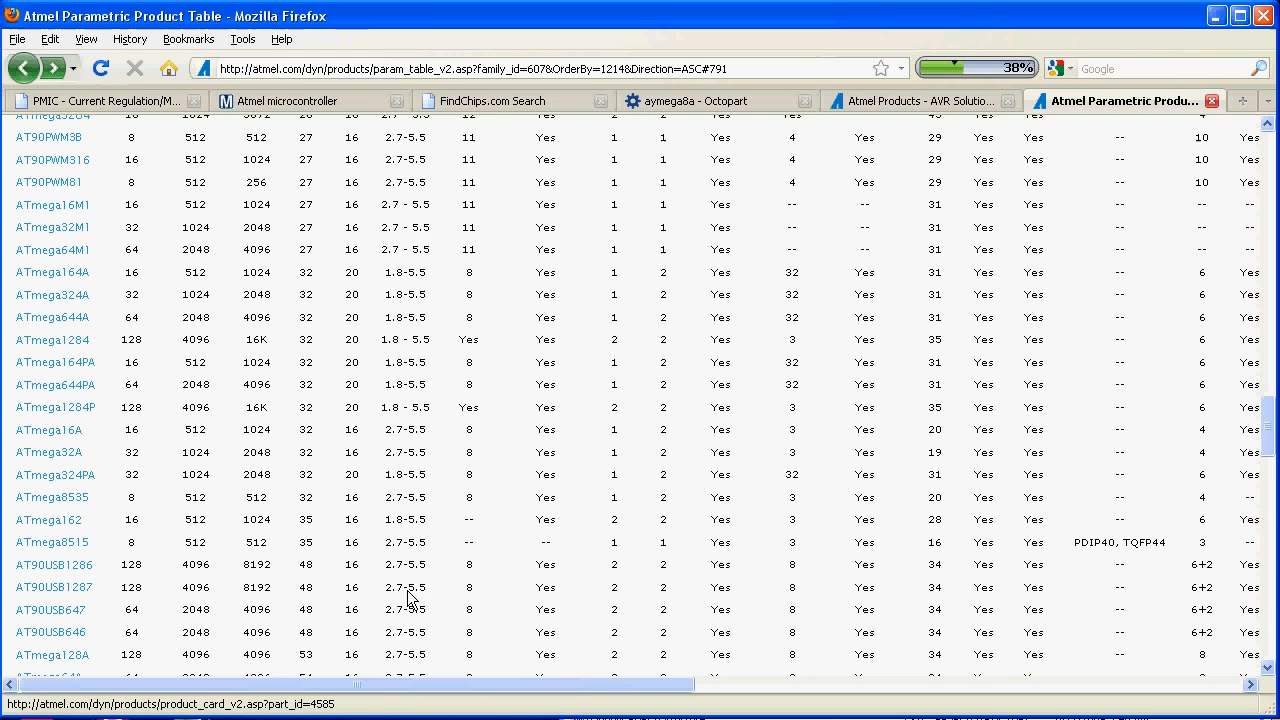 Atmel Parametric Product Table - Mozilla Firefox
File Edit View History Bookmarks Tools Help
http://atmel.com/dyn/products/param_table_v2.asp?family_id=607&OrderBy=1214&Direction=ASC#791 38% Google
PMIC - Current Regulation/M... Atmel microcontroller FindChips.com Search aymega8a - Octopart Atmel Products - AVR Solutio... Atmel Parametric Produ...
AT90PWM3B 8 512 512 27 16 2.7-5.5 11 Yes 1 1 Yes 4 Yes 29 Yes Yes -- 10 Yes
AT90PWM316 16 512 1024 27 16 2.7-5.5 11 Yes 1 1 Yes 4 Yes 29 Yes Yes -- 10 Yes
AT90PWM81 8 512 256 27 16 2.7-5.5 11 Yes 1 1 Yes 4 Yes 29 Yes Yes -- 10 Yes
ATmega16M1 16 512 1024 27 16 2.7 - 5.5 11 Yes 1 1 Yes -- -- 31 Yes Yes -- -- --
ATmega32M1 32 1024 2048 27 16 2.7 - 5.5 11 Yes 1 1 Yes -- -- 31 Yes Yes -- -- --
ATmega64M1 64 2048 4096 27 16 2.7 - 5.5 11 Yes 1 1 Yes -- -- 31 Yes Yes -- -- --
ATmega164A 16 512 1024 32 20 1.8-5.5 8 Yes 1 2 Yes 32 Yes 31 Yes Yes -- 6 Yes
ATmega324A 32 1024 2048 32 20 1.8-5.5 8 Yes 1 2 Yes 32 Yes 31 Yes Yes -- 6 Yes
ATmega644A 64 2048 4096 32 20 1.8-5.5 8 Yes 1 2 Yes 32 Yes 31 Yes Yes -- 6 Yes
ATmega1284 128 4096 16K 32 20 1.8 - 5.5 Yes Yes 2 2 Yes 3 Yes 35 Yes Yes -- 6 Yes
ATmega164PA 16 512 1024 32 20 1.8-5.5 8 Yes 1 2 Yes 32 Yes 31 Yes Yes -- 6 Yes
ATmega644PA 64 2048 4096 32 20 1.8-5.5 8 Yes 1 2 Yes 32 Yes 31 Yes Yes -- 6 Yes
ATmega1284P 128 4096 16K 32 20 1.8 - 5.5 Yes Yes 2 2 Yes 3 Yes 35 Yes Yes -- 6 Yes
ATmega16A 16 512 1024 32 16 2.7-5.5 8 Yes 1 2 Yes 3 Yes 20 Yes Yes -- 4 Yes
ATmega32A 32 1024 2048 32 16 2.7-5.5 8 Yes 1 2 Yes 3 Yes 19 Yes Yes -- 4 Yes
ATmega324PA 32 1024 2048 32 20 1.8-5.5 8 Yes 1 2 Yes 32 Yes 31 Yes Yes -- 6 Yes
ATmega8535 8 512 512 32 16 2.7-5.5 8 Yes 1 2 Yes 3 Yes 20 Yes Yes -- 4 --
ATmega162 16 512 1024 35 16 1.8-5.5 -- Yes 2 2 Yes 3 Yes 28 Yes Yes -- 6 Yes
ATmega8515 8 512 512 35 16 2.7-5.5 -- -- 1 1 Yes 3 Yes 16 Yes Yes PDIP40, TQFP44 3 --
AT90USB1286 128 4096 8192 48 16 2.7-5.5 8 Yes 2 2 Yes 8 Yes 34 Yes Yes -- 6+2 Yes
AT90USB1287 128 4096 8192 48 16 2.7-5.5 8 Yes 2 2 Yes 8 Yes 34 Yes Yes -- 6+2 Yes
AT90USB647 64 2048 4096 48 16 2.7-5.5 8 Yes 2 2 Yes 8 Yes 34 Yes Yes -- 6+2 Yes
AT90USB646 64 2048 4096 48 16 2.7-5.5 8 Yes 2 2 Yes 8 Yes 34 Yes Yes -- 6+2 Yes
ATmega128A 128 4096 4096 53 16 2.7-5.5 8 Yes 2 2 Yes 8 Yes 34 Yes Yes -- 8 Yes
http://atmel.com/dyn/products/product_card_v2.asp?part_id=4585